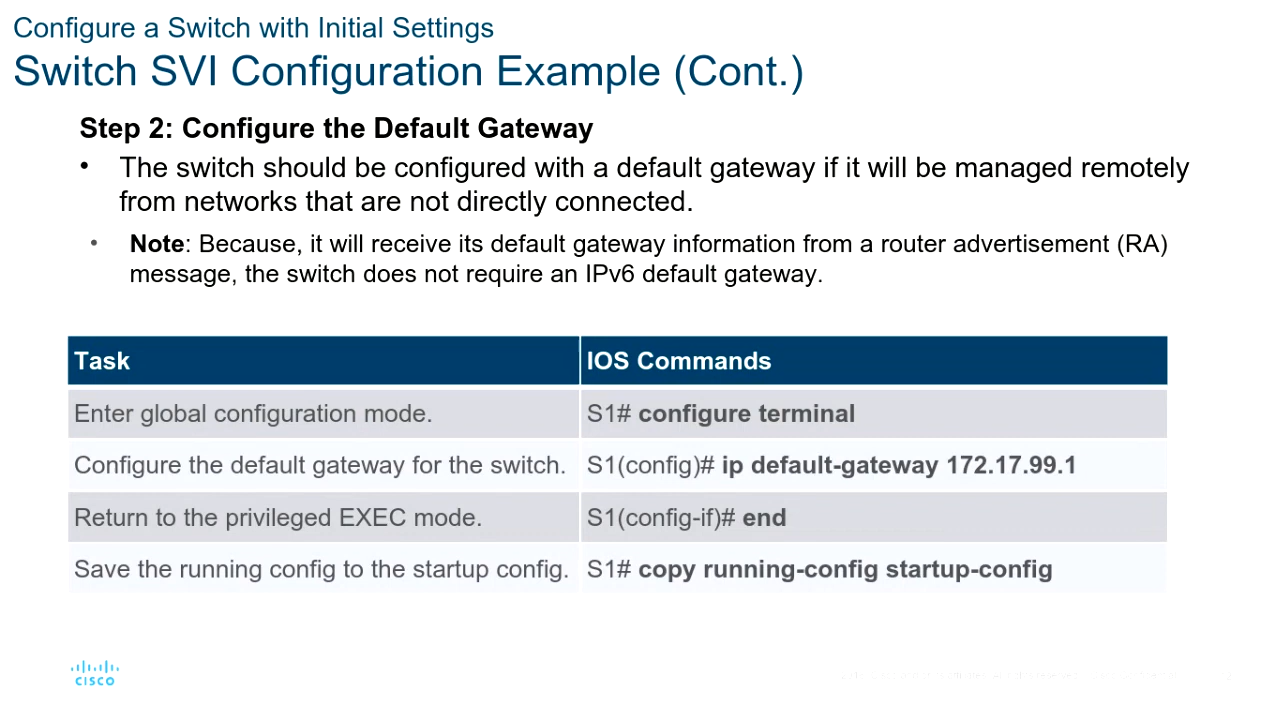 Configure a Switch with Initial Settings
Switch SVI Configuration Example (Cont.)
Step 2: Configure the Default Gateway
• The switch should be configured with a default gateway if it will be managed remotely
from networks that are not directly connected.
• Note: Because, it will receive its default gateway information from a router advertisement (RA)
message, the switch does not require an IPv6 default gateway.
Task IOS Commands
Enter global configuration mode. S1# configure terminal
Configure the default gateway for the switch. S1(config)# ip default-gateway 172.17.99.1
Return to the privileged EXEC mode. S1(config-if)# end
Save the running config to the startup config. S1# copy running-config startup-config
CISCO